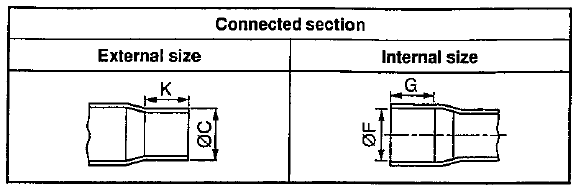 Connected section
External size
Internal size
K
ØC
G
ØF